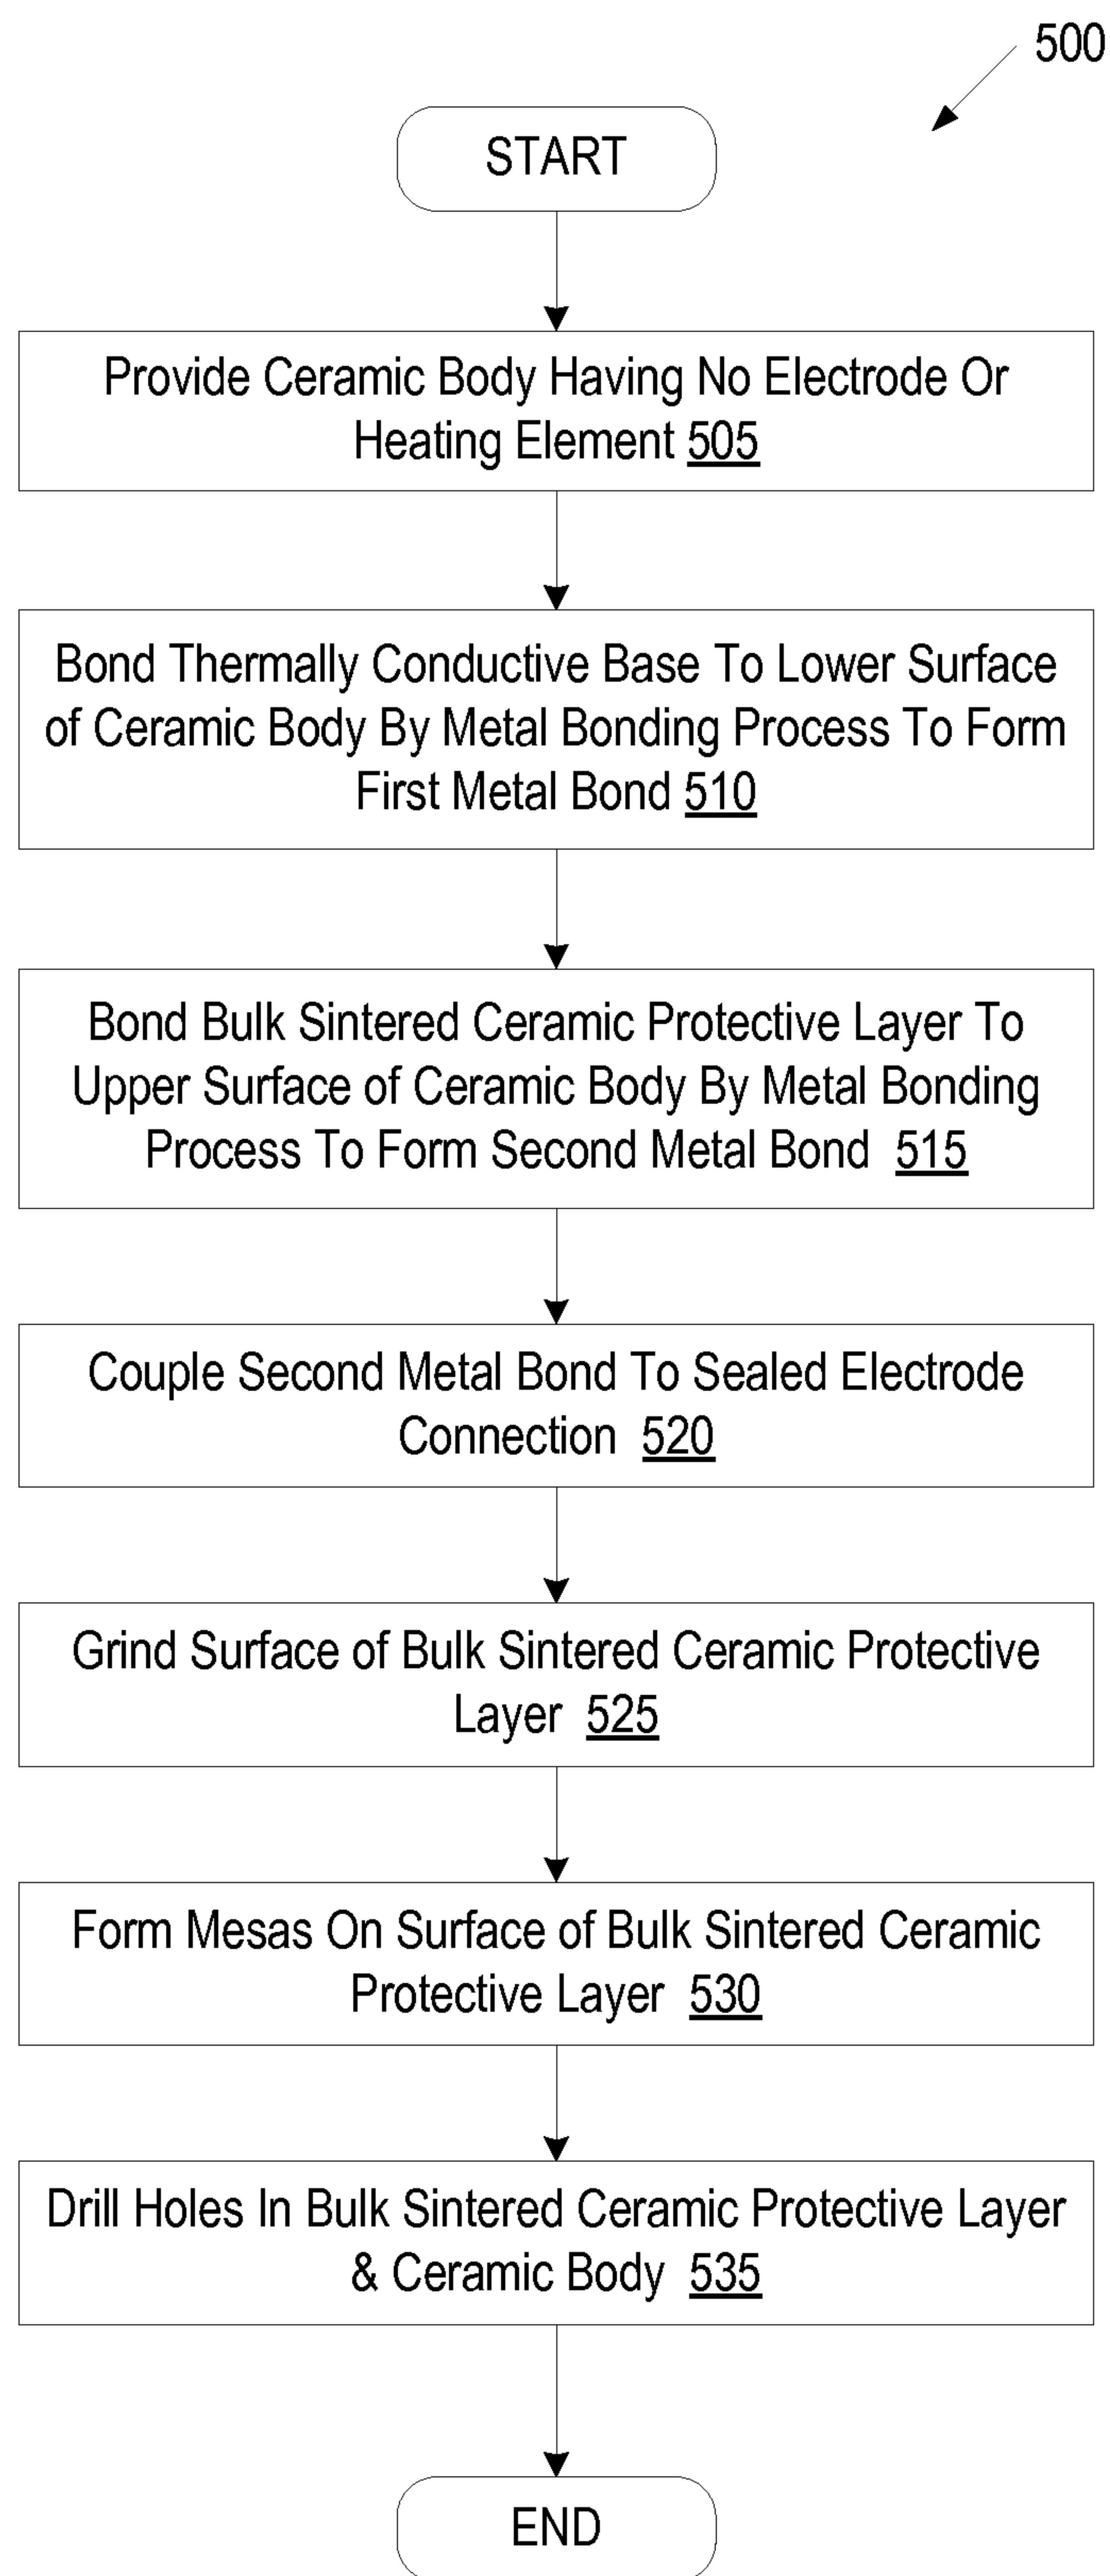 500
START
Provide Ceramic Body Having No Electrode Or
Heating Element 505
Bond Thermally Conductive Base To Lower Surface
of Ceramic Body By Metal Bonding Process To Form
First Metal Bond 510
Bond Bulk Sintered Ceramic Protective Layer To
Upper Surface of Ceramic Body By Metal Bonding
Process To Form Second Metal Bond 515
Couple Second Metal Bond To Sealed Electrode
Connection 520
Grind Surface of Bulk Sintered Ceramic Protective
Layer 525
Form Mesas On Surface of Bulk Sintered Ceramic
Protective Layer 530
Drill Holes In Bulk Sintered Ceramic Protective Layer
& Ceramic Body 535
END